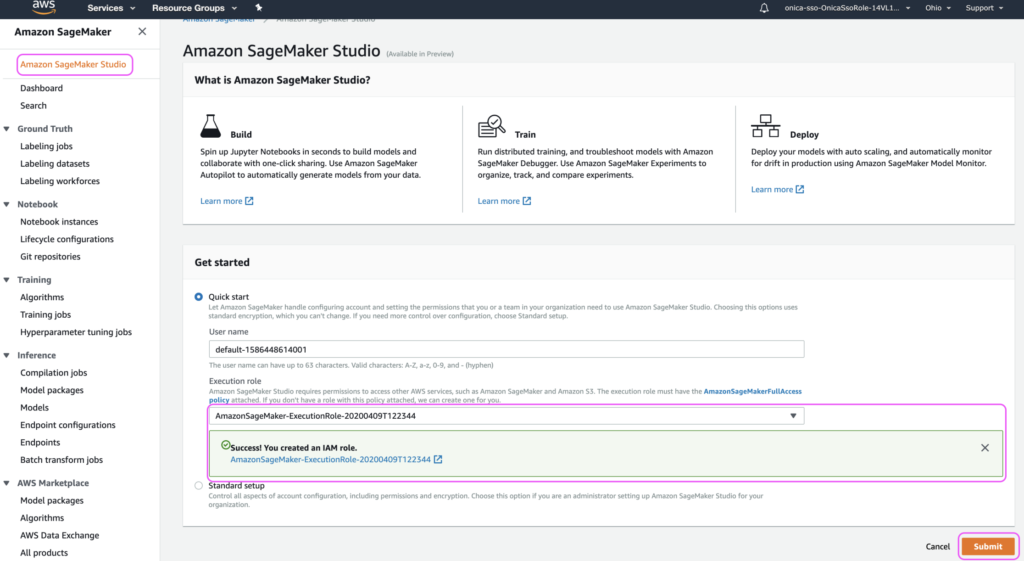 aws
Services
Resource Groups
onica-sso-OnicaSsoRole-14VL1...
Ohio
Support
Amazon SageMaker
Amazon SageMaker Studio
Dashboard
Search
Ground Truth
Labeling jobs
Labeling datasets
Labeling workforces
Notebook
Notebook instances
Lifecycle configurations
Git repositories
Training
Algorithms
Training jobs
Hyperparameter tuning jobs
Inference
Compilation jobs
Model packages
Models
Endpoint configurations
Endpoints
Batch transform jobs
AWS Marketplace
Model packages
Algorithms
AWS Data Exchange
All products
Amazon SageMaker > Amazon SageMaker Studio
Amazon SageMaker Studio (Available in Preview)
What is Amazon SageMaker Studio?
Build
Spin up Jupyter Notebooks in seconds to build models and
collaborate with one-click sharing. Use Amazon SageMaker
Autopilot to automatically generate models from your data.
Learn more
Train
Run distributed training, and troubleshoot models with Amazon
SageMaker Debugger. Use Amazon SageMaker Experiments to
organize, track, and compare experiments.
Learn more
Deploy
Deploy your models with auto scaling, and automatically monitor
for drift in production using Amazon SageMaker Model Monitor.
Learn more
Get started
Quick start
Let Amazon SageMaker handle configuring account and setting the permissions that you or a team in your organization need to use Amazon SageMaker Studio. Choosing this options uses
standard encryption, which you can't change. If you need more control over configuration, choose Standard setup.
User name
default-1586448614001
The user name can have up to 63 characters. Valid characters: A-Z, a-z, 0-9, and - (hyphen)
Execution role
Amazon SageMaker Studio requires permissions to access other AWS services, such as Amazon SageMaker and Amazon S3. The execution role must have the AmazonSageMakerFullAccess
policy attached. If you don't have a role with this policy attached, we can create one for you.
AmazonSageMaker-ExecutionRole-20200409T122344
Success! You created an IAM role.
AmazonSageMaker-ExecutionRole-20200409T122344
Standard setup
Control all aspects of account configuration, including permissions and encryption. Choose this option if you are an administrator setting up Amazon SageMaker Studio for your
organization.
Cancel
Submit